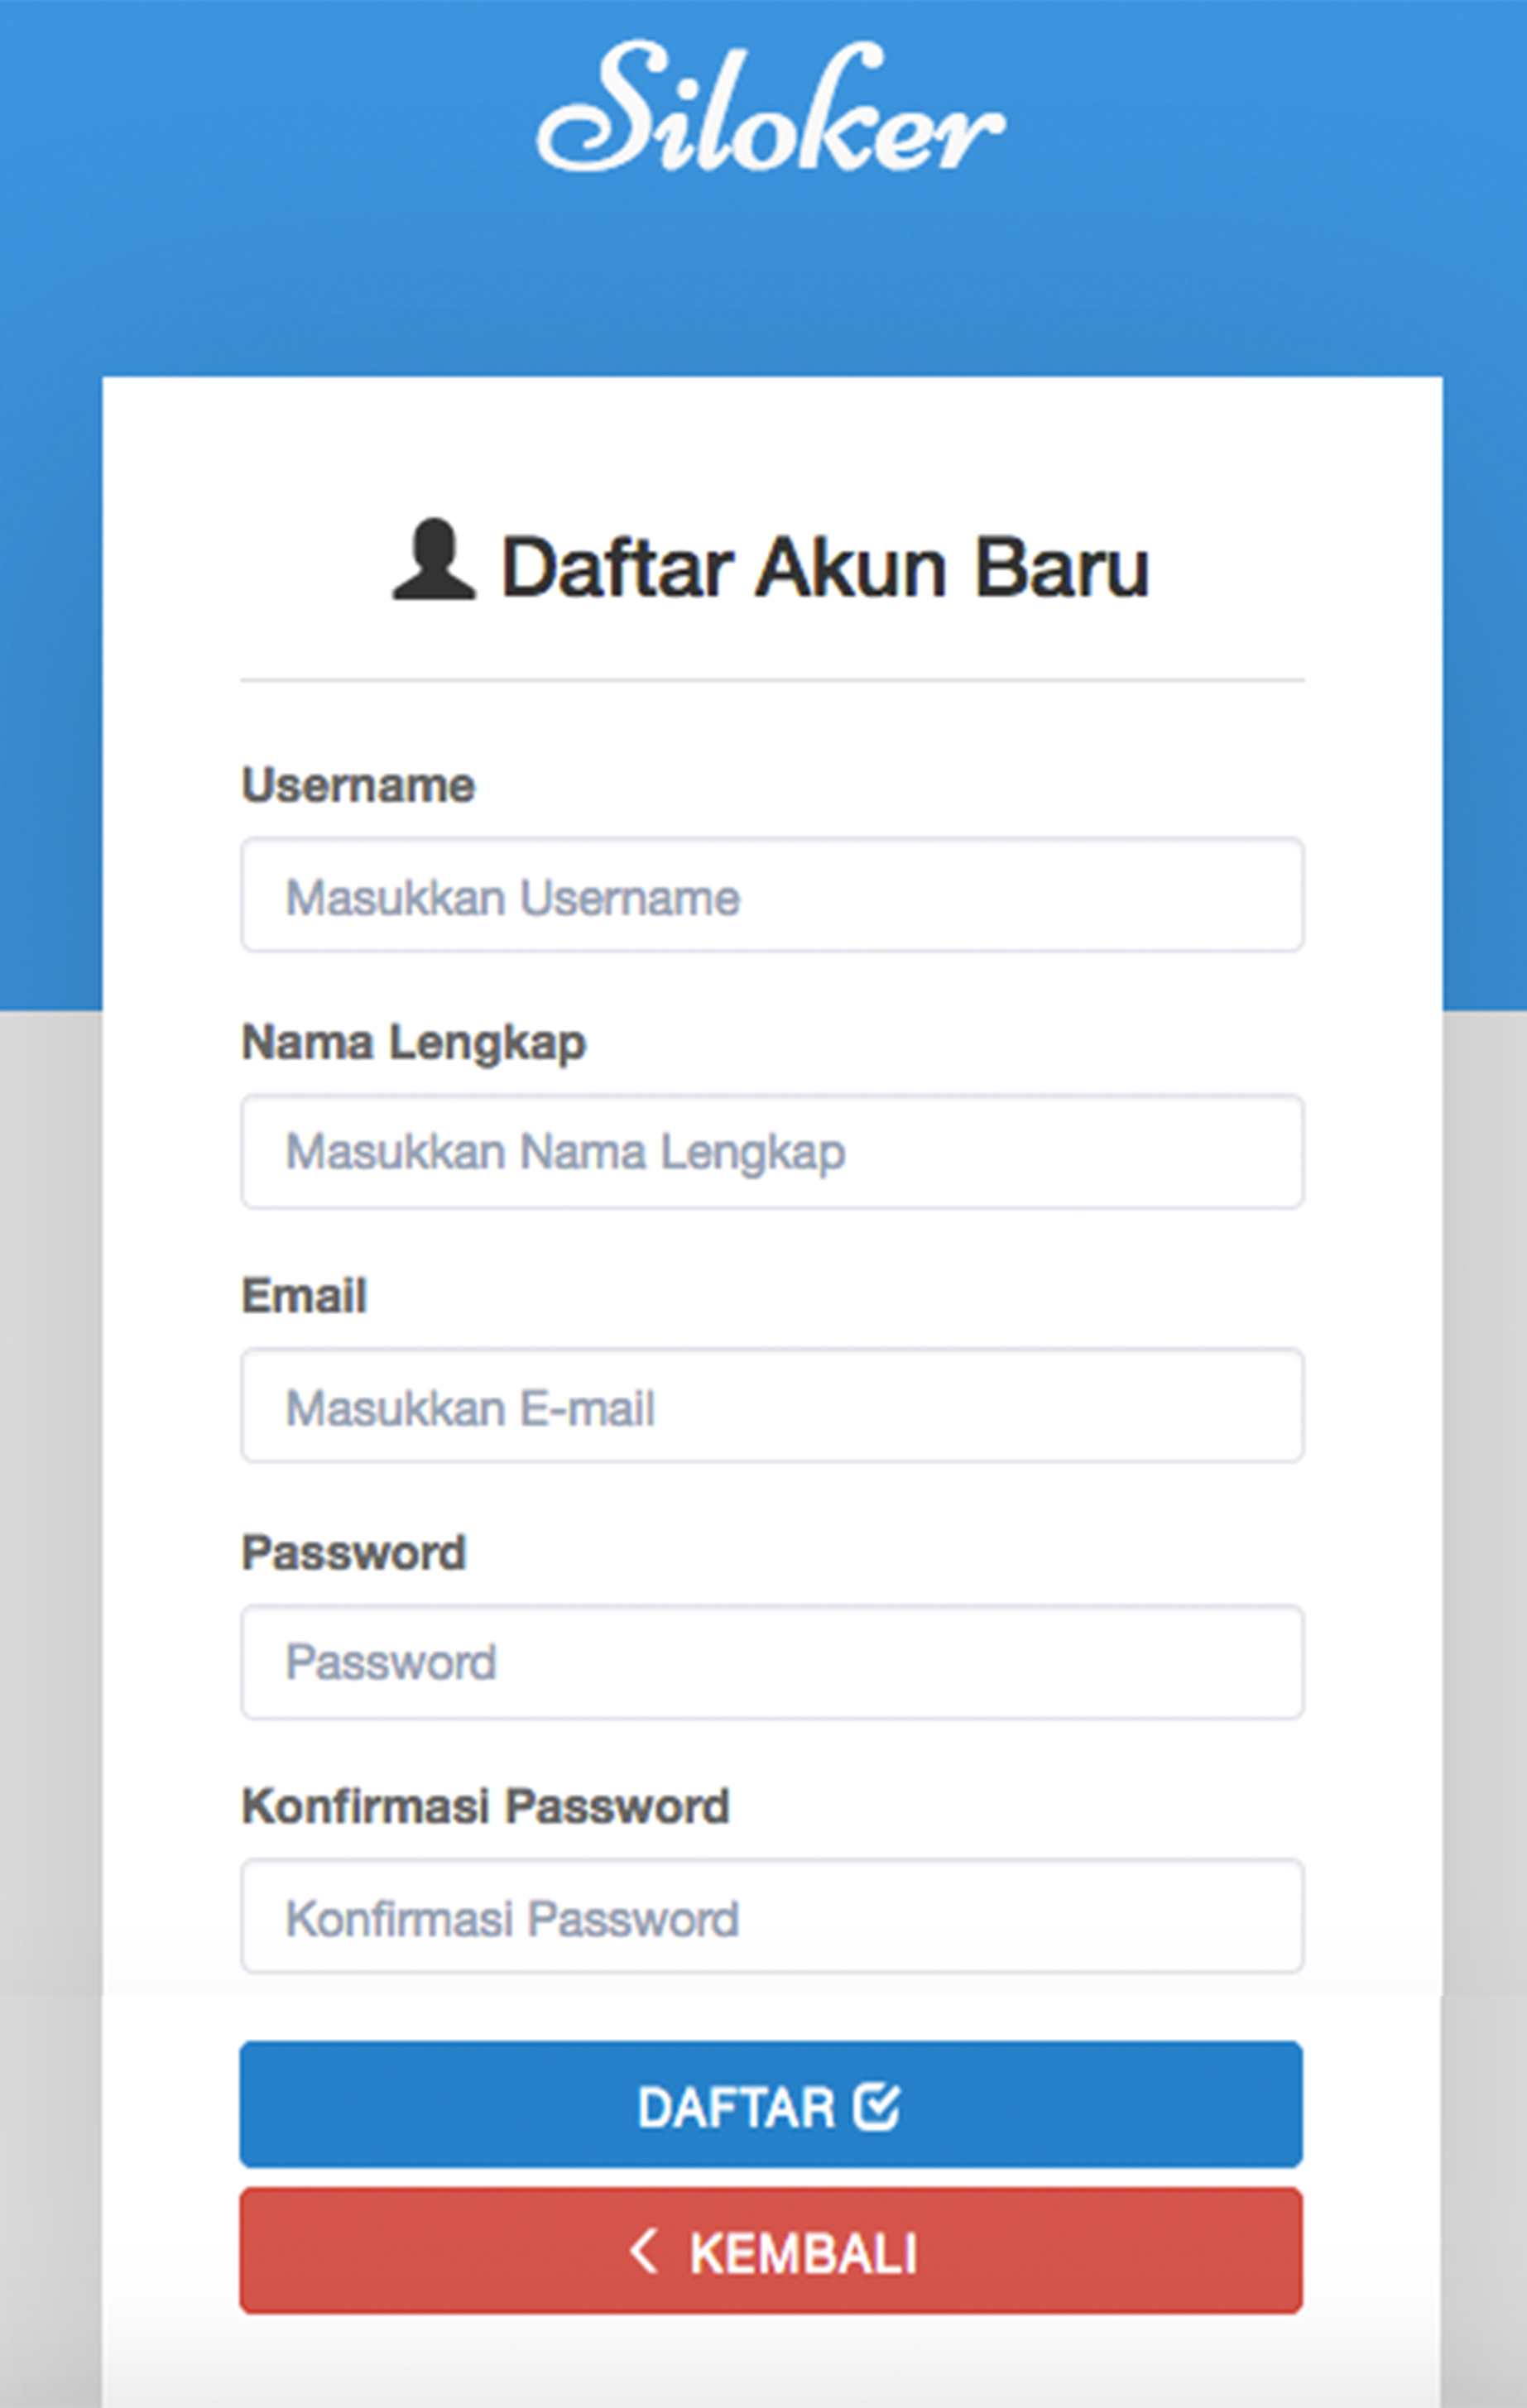 Siloker
Daftar Akun Baru
Username
Masukkan Username
Nama Lengkap
Masukkan Nama Lengkap
Email
Masukkan E-mail
Password
Password
Konfirmasi Password
Konfirmasi Password
DAFTAR
KEMBALI